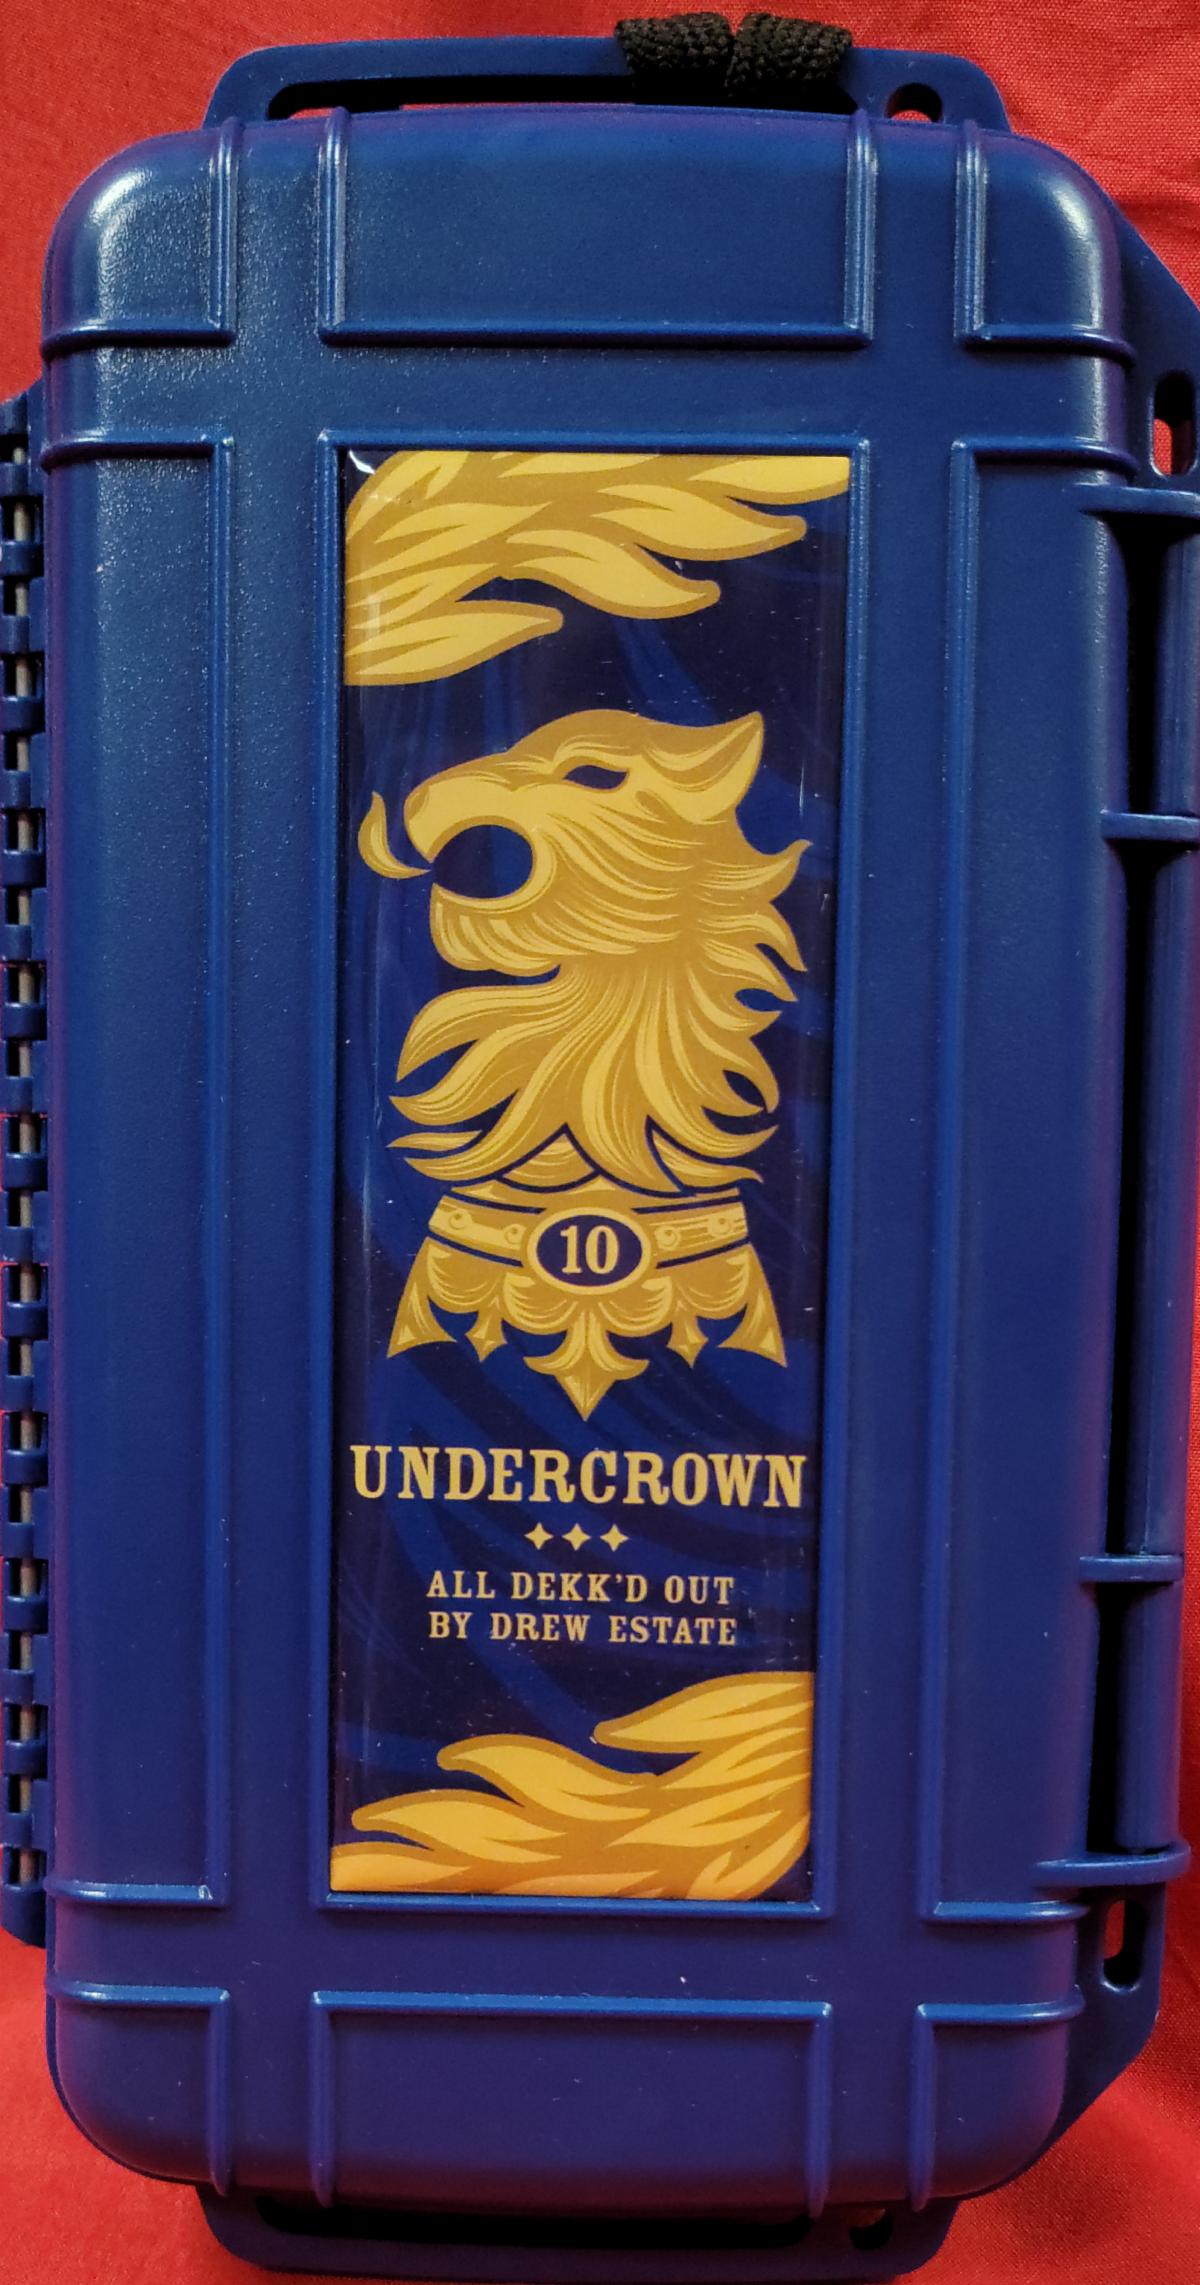 10
UNDERCROWN
ALL DEKK'D OUT
BY DREW ESTATE